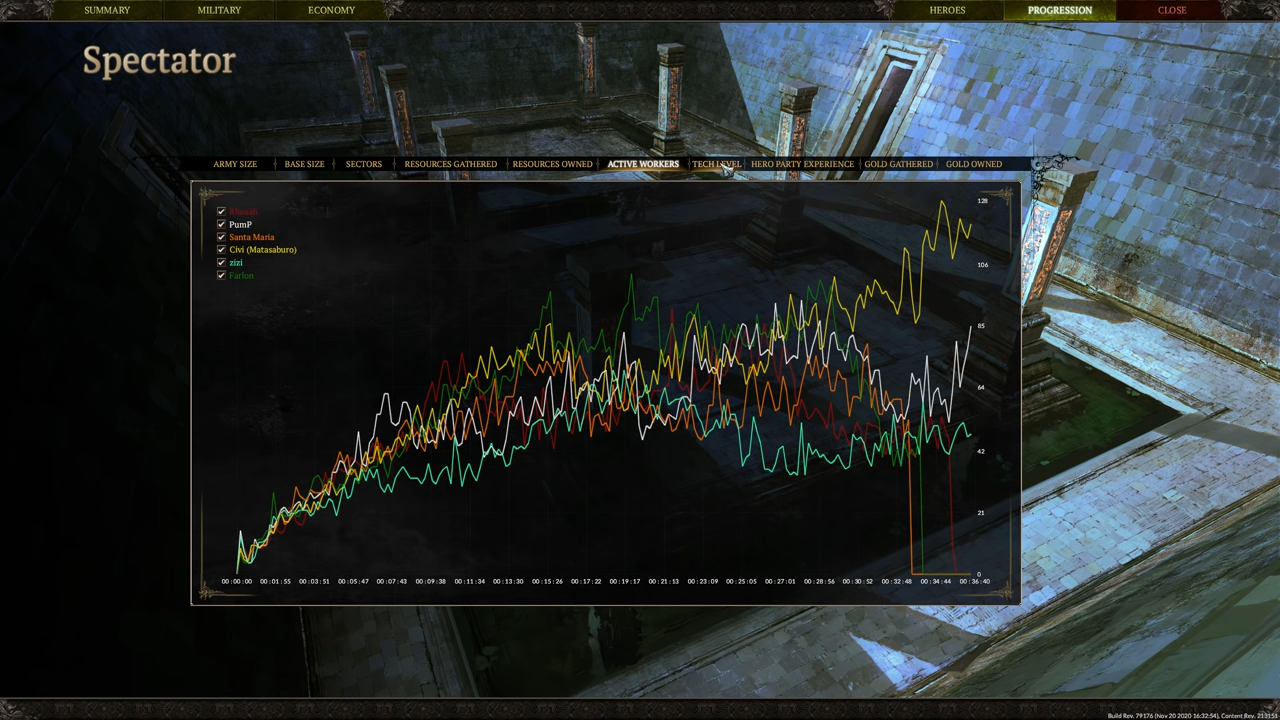 SUMMARY MILITARY ECONOMY HEROES PROGRESSION CLOSE
Spectator
ARMY SIZE BASE SIZE SECTORS RESOURCES GATHERED RESOURCES OWNED ACTIVE WORKERS TECH LEVEL HERO PARTY EXPERIENCE GOLD GATHERED GOLD OWNED
PumP
Santa Maria
Civi (Matasaburo)
zizi
Farlon
128
106
85
64
42
21
0
00:00:00 00:01:55 00:03:51 00:05:47 00:07:43 00:09:38 00:11:34 00:13:30 00:15:26 00:17:22 00:19:17 00:21:13 00:23:09 00:25:05 00:27:01 00:28:56 00:30:52 00:32:48 00:34:44 00:36:40
Build Rev. 79176 (Nov 20 2020 16:32:54), Content Rev.